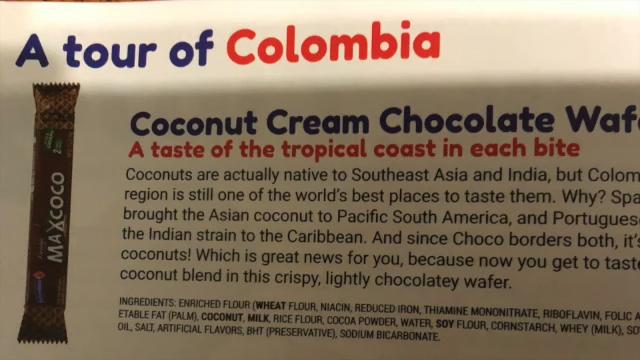 A tour of Colombia
Coconut Cream Chocolate Waf
A taste of the tropical coast in each bite
Coconuts are actually native to Southeast Asia and India, but Colom
region is still one of the world's best places to taste them. Why? Spa
brought the Asian coconut to Pacific South America, and Portugues
the Indian strain to the Caribbean. And since Choco borders both, it's
coconuts! Which is great news for you, because now you get to taste
coconut blend in this crispy, lightly chocolatey wafer.
INGREDIENTS: ENRICHED FLOUR (WHEAT FLOUR, NIACIN, REDUCED IRON, THIAMINE MONONITRATE, RIBOFLAVIN, FOLIC A
ETABLE FAT (PALM), COCONUT, MILK, RICE FLOUR, COCOA POWDER, WATER, SOY FLOUR, CORNSTARCH, WHEY (MILK), SO
OIL, SALT, ARTIFICIAL FLAVORS, BHT (PRESERVATIVE), SODIUM BICARBONATE.
MAXCOCO